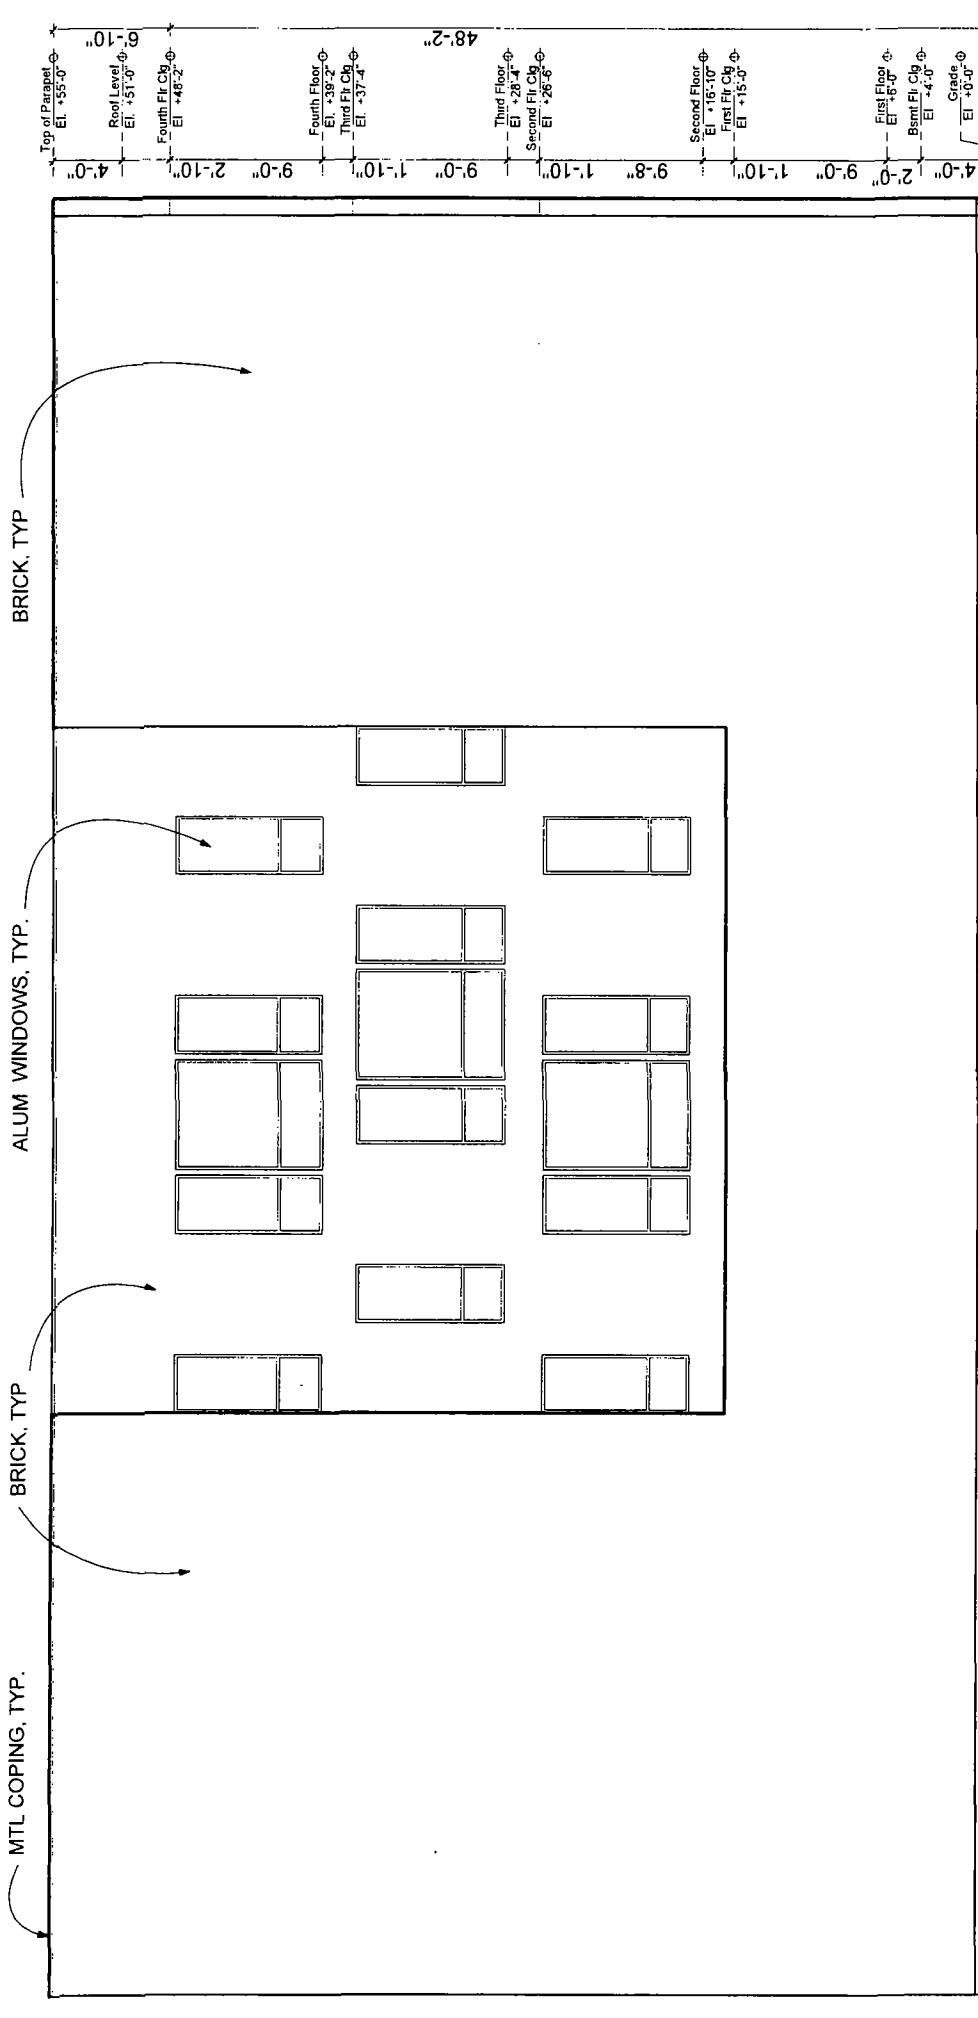 MTL COPING, TYP.
BRICK, TYP
ALUM WINDOWS, TYP.
BRICK, TYP
6'-10"
48'-2"
Top of Parapet
El. +55'-0"
Roof Level
El. +51'-0"
Fourth Flr Clg
El +48'-2"
Fourth Floor
El. +39'-2"
Third Flr Clg
El. +37'-4"
Third Floor
El +28'-4"
Second Flr Clg
El +26'-6"
Second Floor
El +16'-10"
First Flr Clg
El +15'-0"
First Floor
El +6'-0"
Bsmt Flr Clg
El +4'-0"
Grade
El +0'-0"
4'-0"
2'-10"
9'-0"
1'-10"
9'-0"
1'-10"
9'-8"
1'-10"
9'-0"
2'-0"
4'-0"